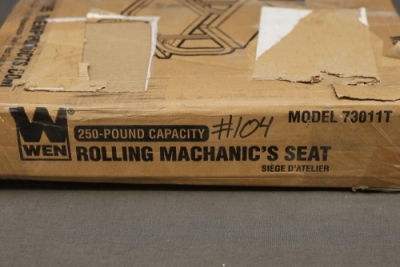 WEN
250-POUND CAPACITY
#104
MODEL 73011T
ROLLING MACHANIC'S SEAT
SIÈGE D'ATELIER